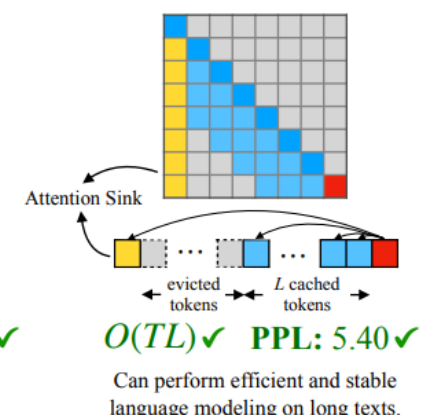 Attention Sink
...
...
evicted
tokens
L cached
tokens
✓
O(TL) ✓ PPL: 5.40 ✓
Can perform efficient and stable
language modeling on long texts.